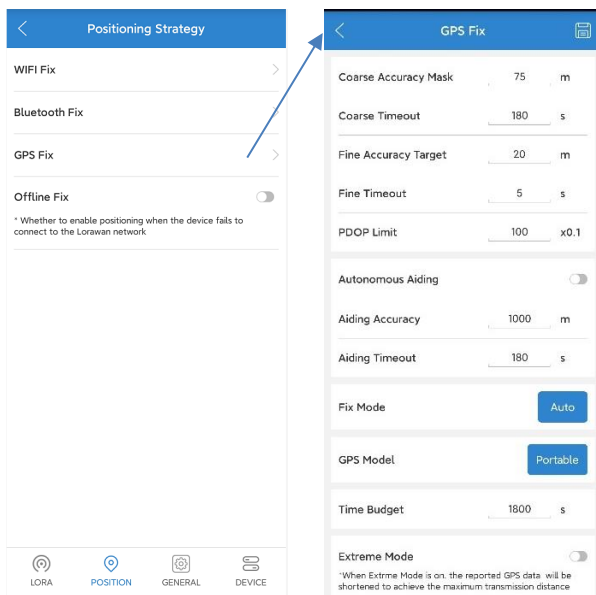 Positioning Strategy
WIFI Fix
Bluetooth Fix
GPS Fix
Offline Fix
* Whether to enable positioning when the device fails to
connect to the Lorawan network
LORA
POSITION
GENERAL
DEVICE
GPS Fix
Coarse Accuracy Mask 75 m
Coarse Timeout 180 s
Fine Accuracy Target 20 m
Fine Timeout 5 s
PDOP Limit 100 x0.1
Autonomous Aiding
Aiding Accuracy 1000 m
Aiding Timeout 180 s
Fix Mode Auto
GPS Model Portable
Time Budget 1800 s
Extreme Mode
*When Extrme Mode is on, the reported GPS data will be
shortened to achieve the maximum transmission distance